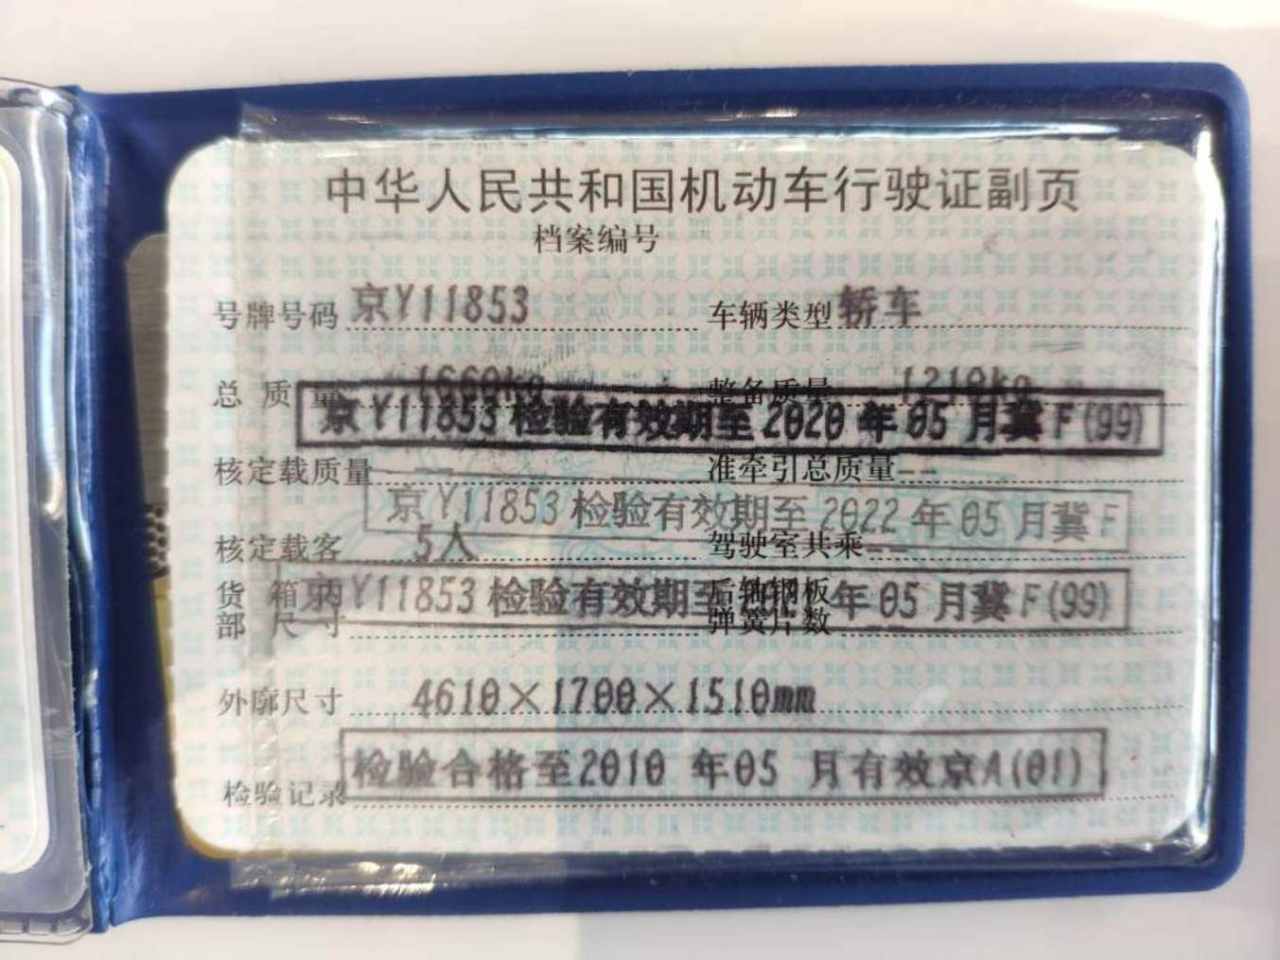 中华人民共和国机动车行驶证副页
档案编号
号牌号码 京Y11853 车辆类型 轿车
总质量 1660kg 整备质量 1210kg
京Y11853检验有效期至2020年05月冀F(99)
核定载质量 -- 准牵引总质量 --
京Y11853检验有效期至2022年05月冀F
核定载客 5人 驾驶室共乘 --
货箱内部尺寸 后轴钢板弹簧片数
京Y11853检验有效期至 年05月冀F(99)
外廓尺寸 4610×1700×1510mm
检验合格至2010年05月有效京A(01)
检验记录